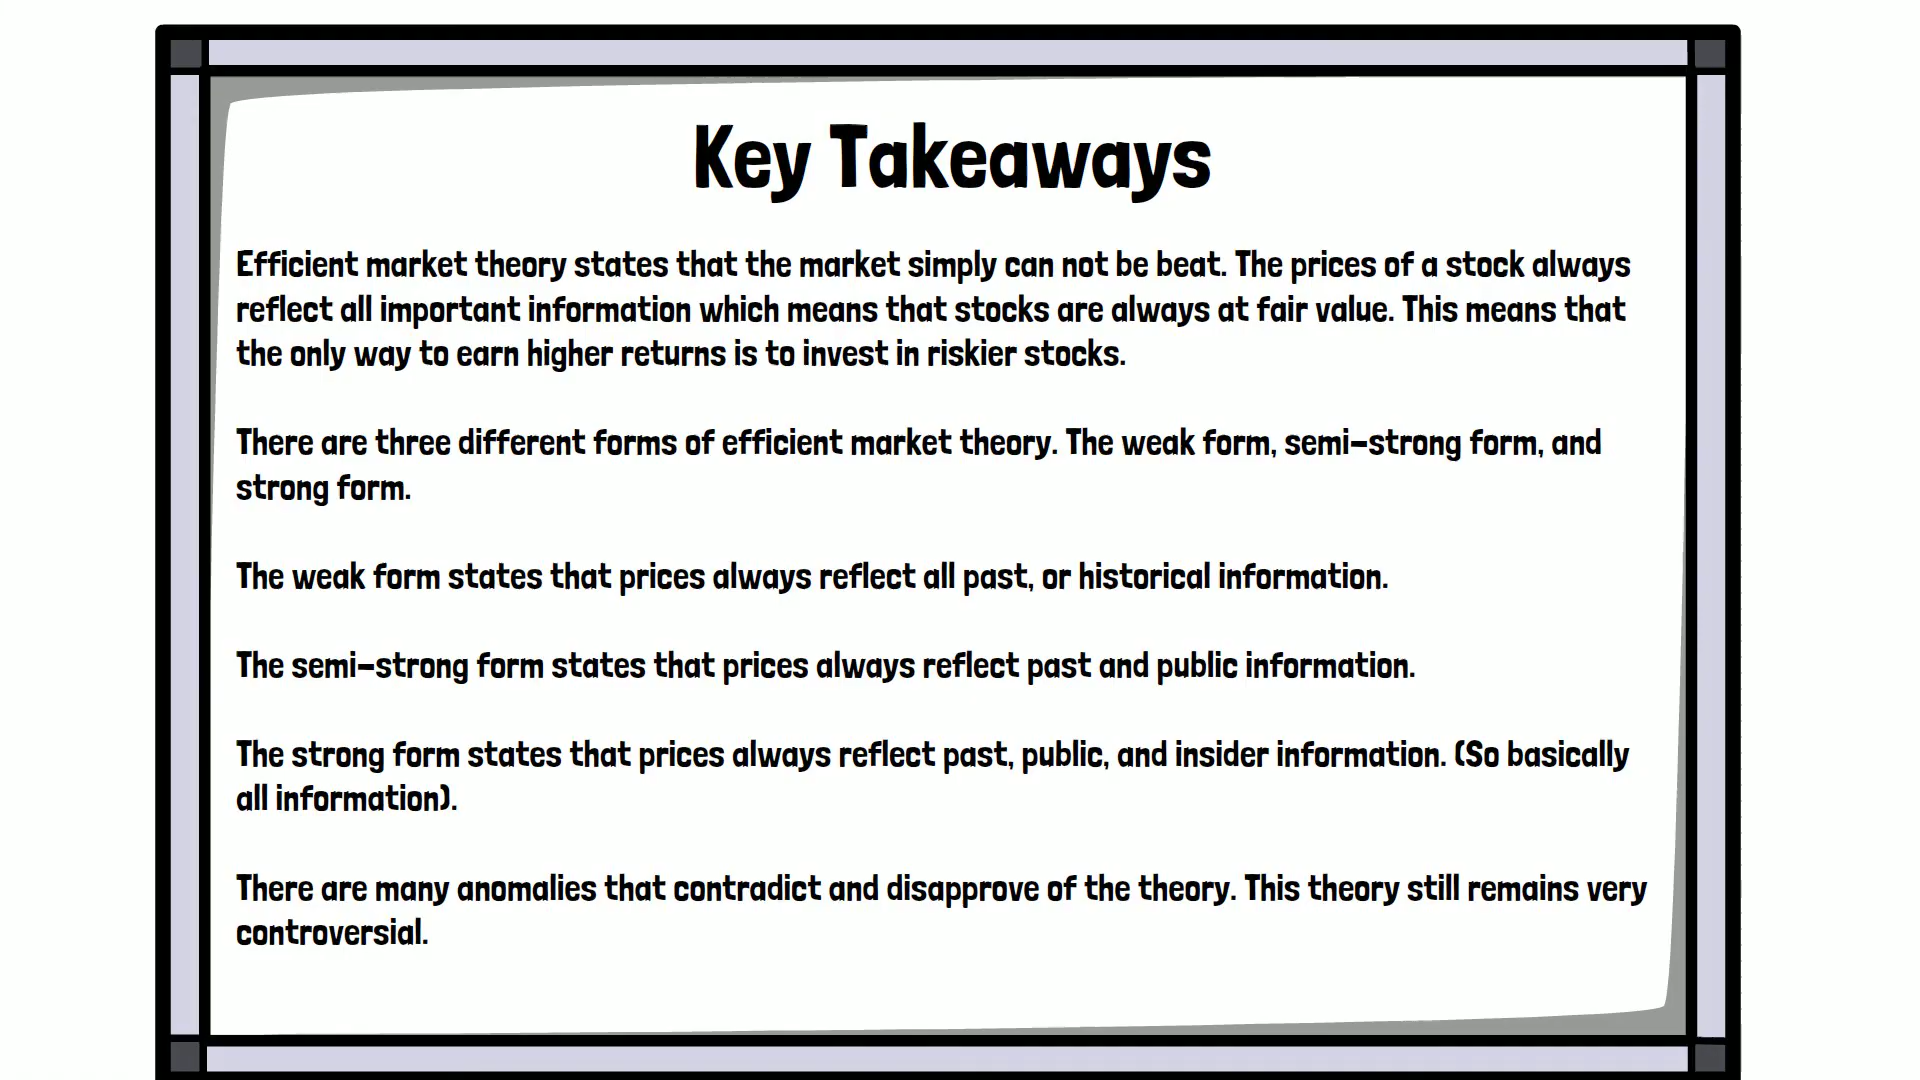 Key Takeaways
Efficient market theory states that the market simply can not be beat. The prices of a stock always
reflect all important information which means that stocks are always at fair value. This means that
the only way to earn higher returns is to invest in riskier stocks.
There are three different forms of efficient market theory. The weak form, semi-strong form, and
strong form.
The weak form states that prices always reflect all past, or historical information.
The semi-strong form states that prices always reflect past and public information.
The strong form states that prices always reflect past, public, and insider information. (So basically
all information).
There are many anomalies that contradict and disapprove of the theory. This theory still remains very
controversial.